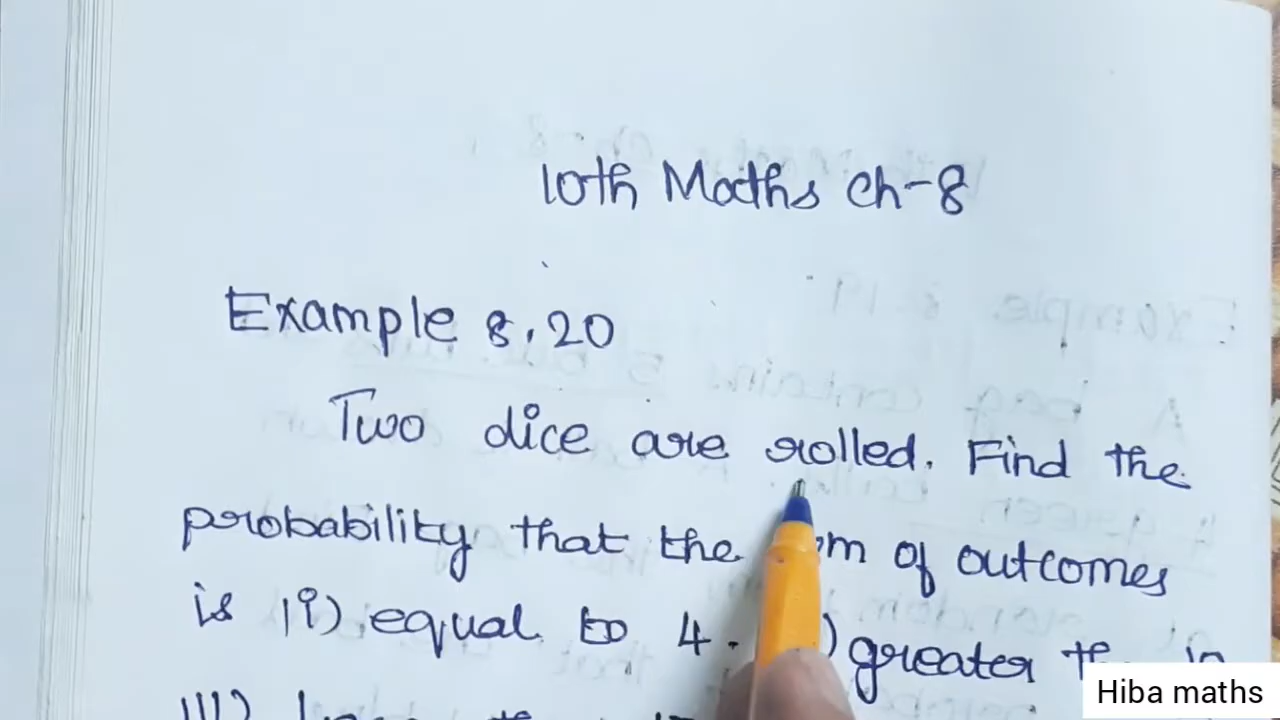 10th Maths Ch-8
Example 8.20
Two dice are rolled. Find the
probability that the of outcomes
is (i) equal to 4. greater
Hiba maths